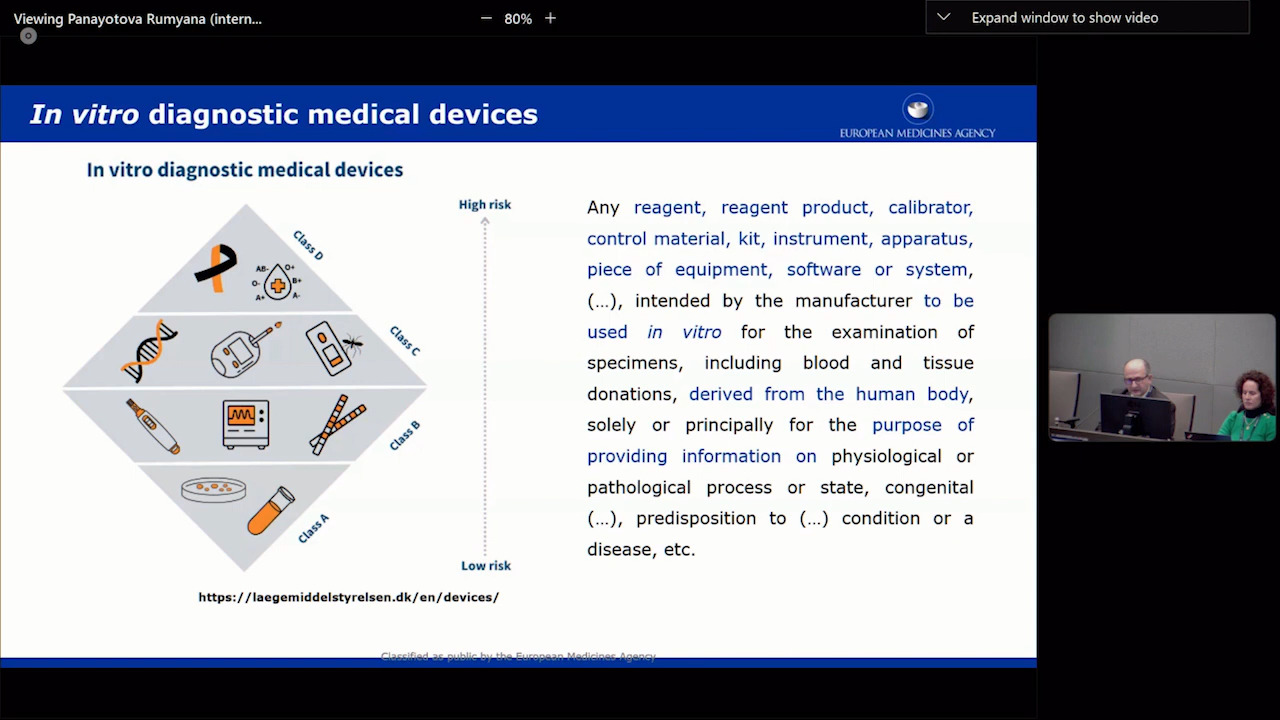 Viewing Panayotova Rumyana (intern...
80%
Expand window to show video
In vitro diagnostic medical devices
EUROPEAN MEDICINES AGENCY
In vitro diagnostic medical devices
High risk
Class D
AB-
O+
O-
B+
A+
A-
Class C
Class B
Class A
Low risk
https://laegemiddelstyrelsen.dk/en/devices/
Any reagent, reagent product, calibrator,
control material, kit, instrument, apparatus,
piece of equipment, software or system,
(…), intended by the manufacturer to be
used in vitro for the examination of
specimens, including blood and tissue
donations, derived from the human body,
solely or principally for the purpose of
providing information on physiological or
pathological process or state, congenital
(…), predisposition to (…) condition or a
disease, etc.
Classified as public by the European Medicines Agency